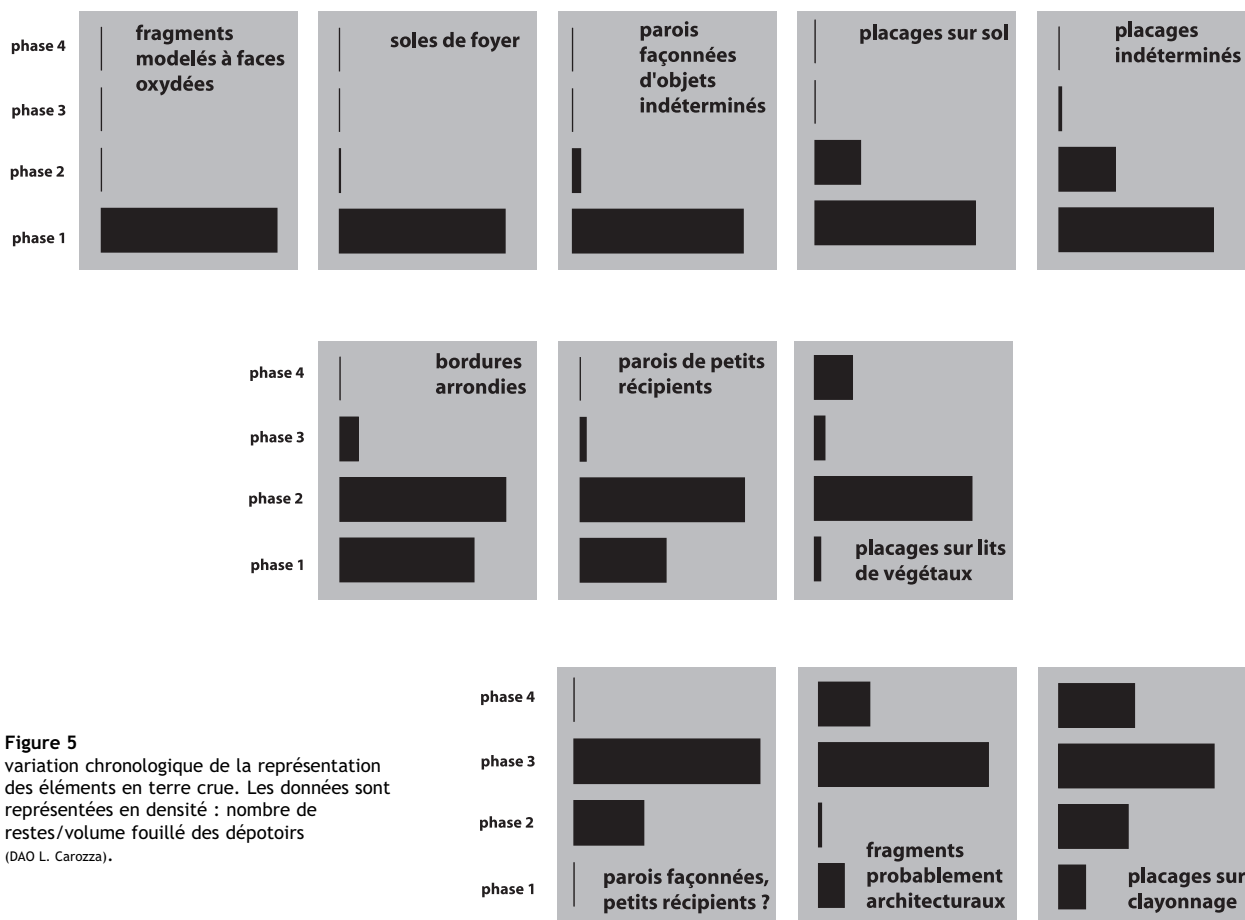 phase 4
phase 3
phase 2
phase 1
fragments
modelés à faces
oxydées
soles de foyer
parois
façonnées
d'objets
indéterminés
placages sur sol
placages
indéterminés
phase 4
phase 3
phase 2
phase 1
bordures
arrondies
parois de petits
récipients
placages sur lits
de végétaux
phase 4
phase 3
phase 2
phase 1
parois façonnées,
petits récipients ?
fragments
probablement
architecturaux
placages sur
clayonnage
Figure 5
variation chronologique de la représentation
des éléments en terre crue. Les données sont
représentées en densité : nombre de
restes/volume fouillé des dépotoirs
(DAO L. Carozza).